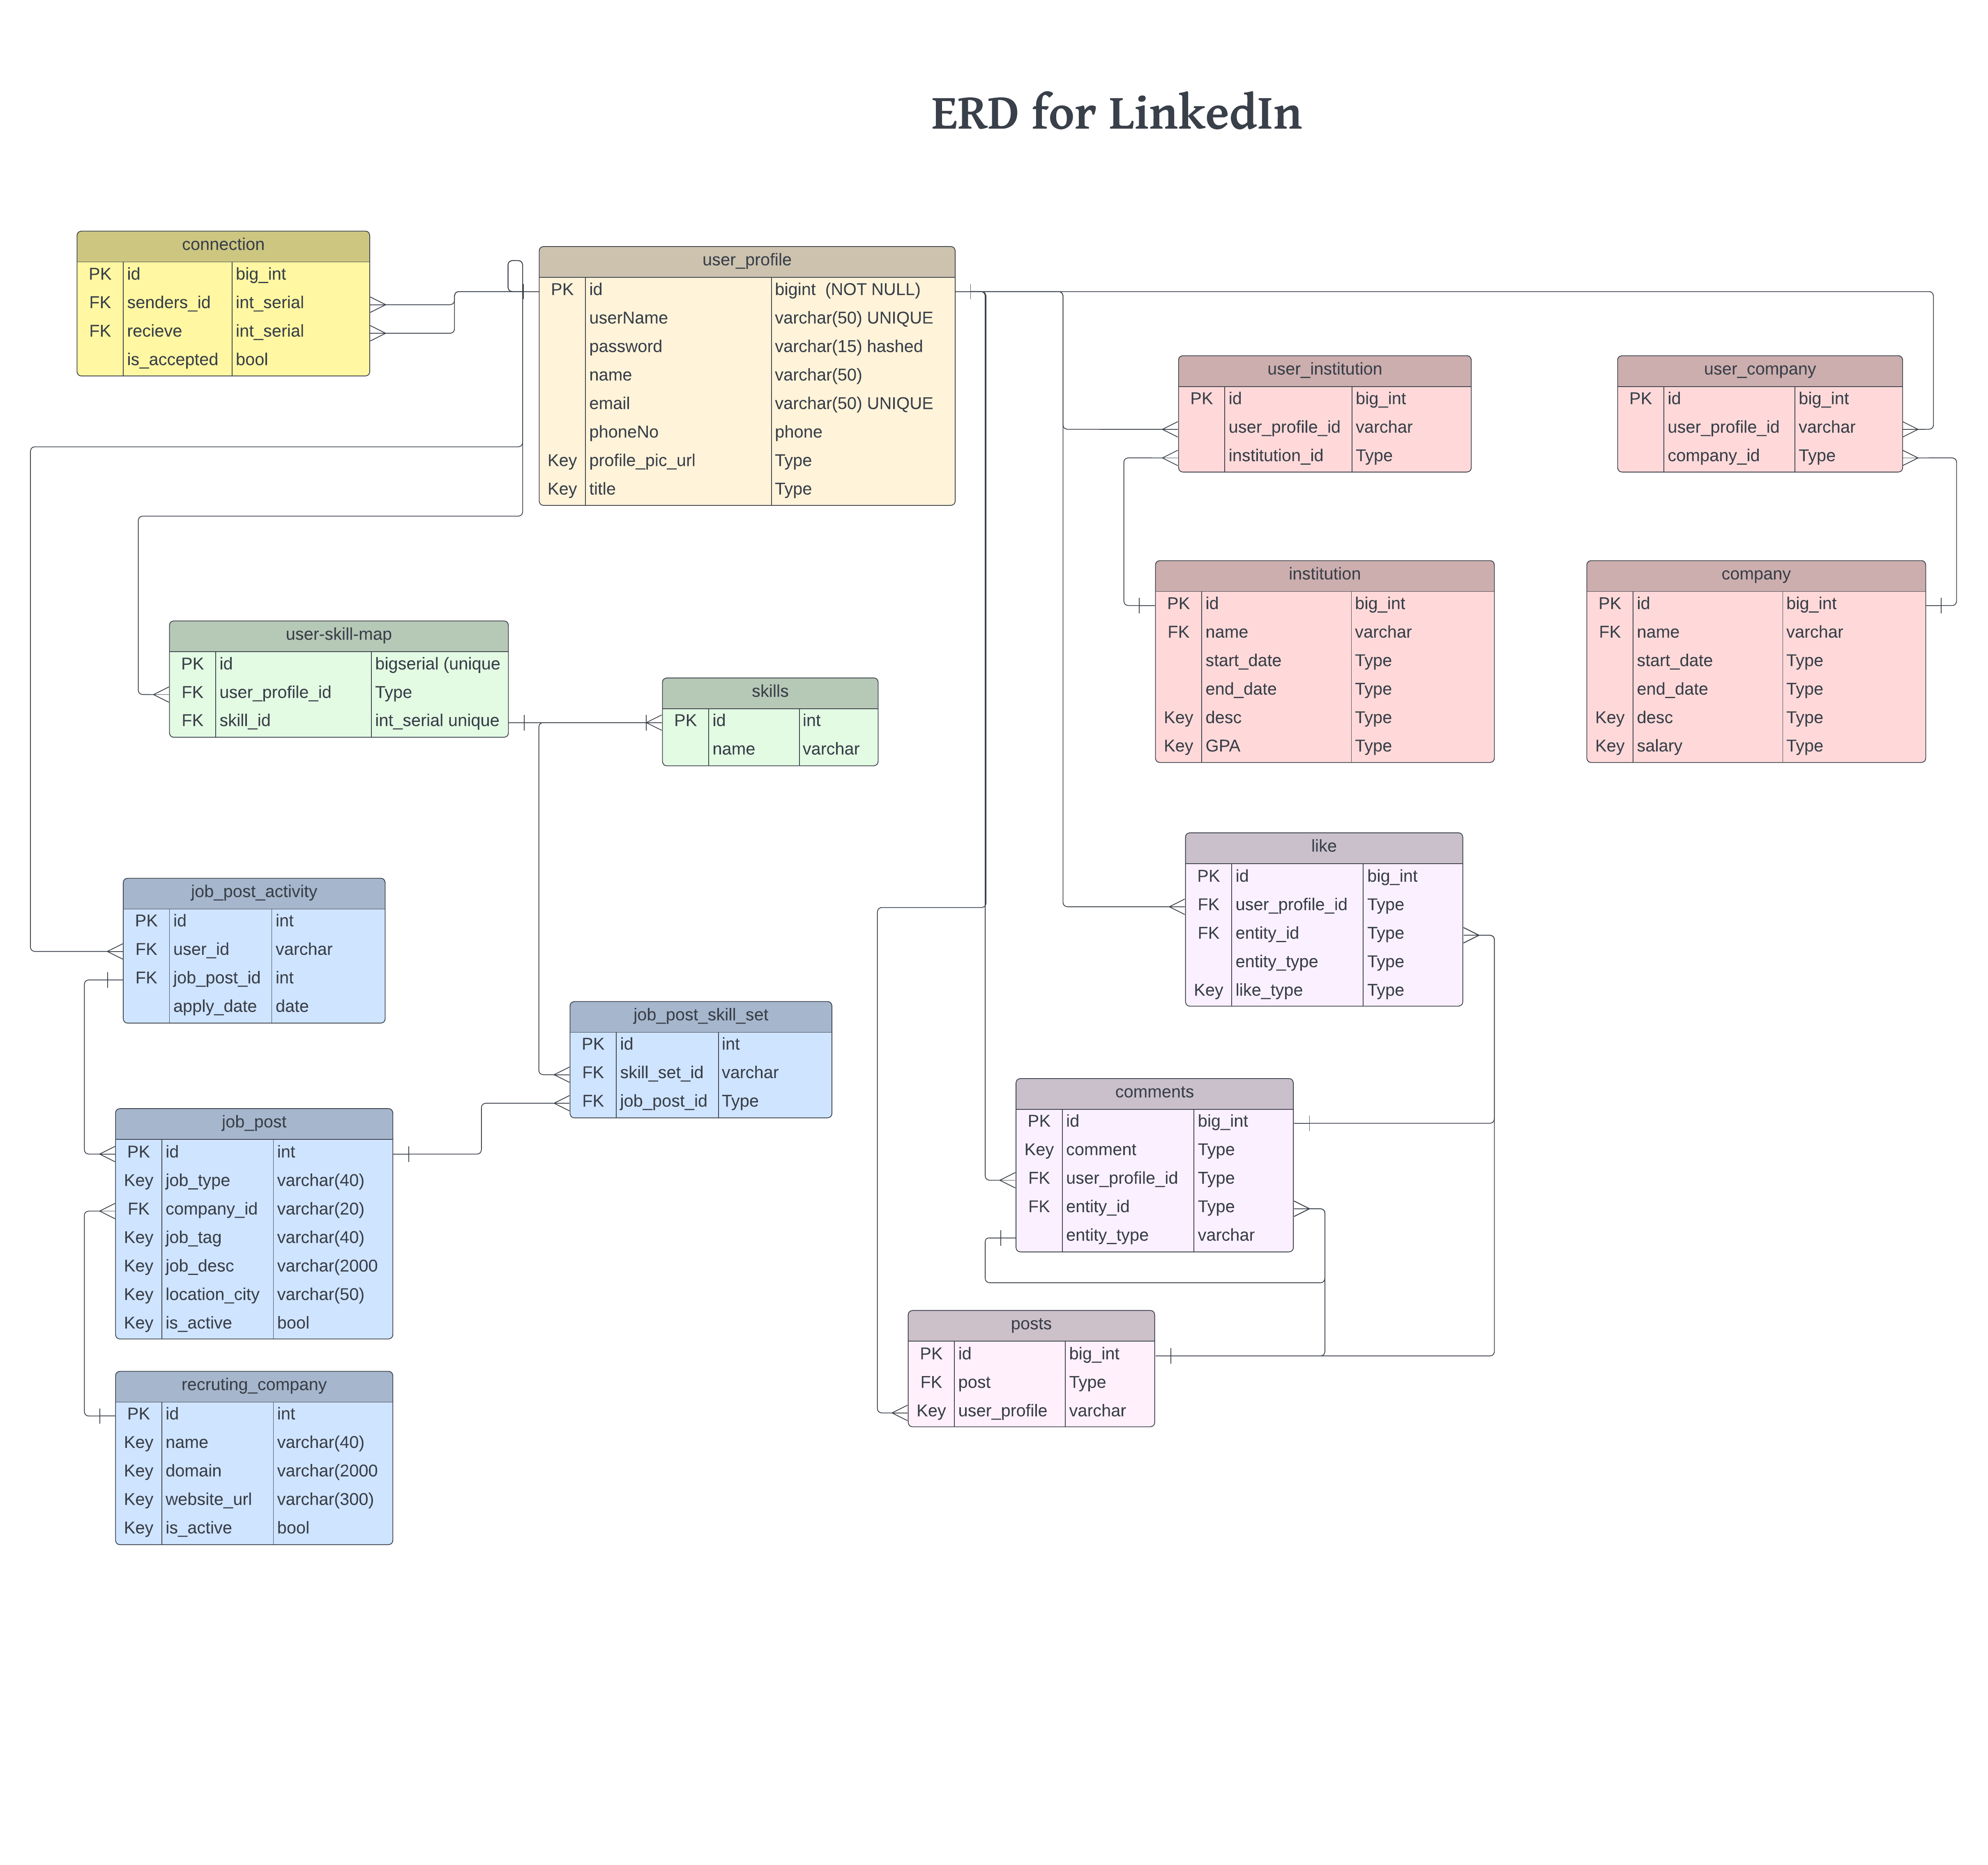 ERD for LinkedIn
connection
PK id big_int
FK senders_id int_serial
FK recieve int_serial
is_accepted bool
user_profile
PK id bigint (NOT NULL)
userName varchar(50) UNIQUE
password varchar(15) hashed
name varchar(50)
email varchar(50) UNIQUE
phoneNo phone
Key profile_pic_url Type
Key title Type
user_institution
PK id big_int
user_profile_id varchar
institution_id Type
user_company
PK id big_int
user_profile_id varchar
company_id Type
institution
PK id big_int
FK name varchar
start_date Type
end_date Type
Key desc Type
Key GPA Type
company
PK id big_int
FK name varchar
start_date Type
end_date Type
Key desc Type
Key salary Type
user-skill-map
PK id bigserial (unique
FK user_profile_id Type
FK skill_id int_serial unique
skills
PK id int
name varchar
like
PK id big_int
FK user_profile_id Type
FK entity_id Type
entity_type Type
Key like_type Type
job_post_activity
PK id int
FK user_id varchar
FK job_post_id int
apply_date date
job_post_skill_set
PK id int
FK skill_set_id varchar
FK job_post_id Type
comments
PK id big_int
Key comment Type
FK user_profile_id Type
FK entity_id Type
entity_type varchar
job_post
PK id int
Key job_type varchar(40)
FK company_id varchar(20)
Key job_tag varchar(40)
Key job_desc varchar(2000
Key location_city varchar(50)
Key is_active bool
posts
PK id big_int
FK post Type
Key user_profile varchar
recruting_company
PK id int
Key name varchar(40)
Key domain varchar(2000
Key website_url varchar(300)
Key is_active bool